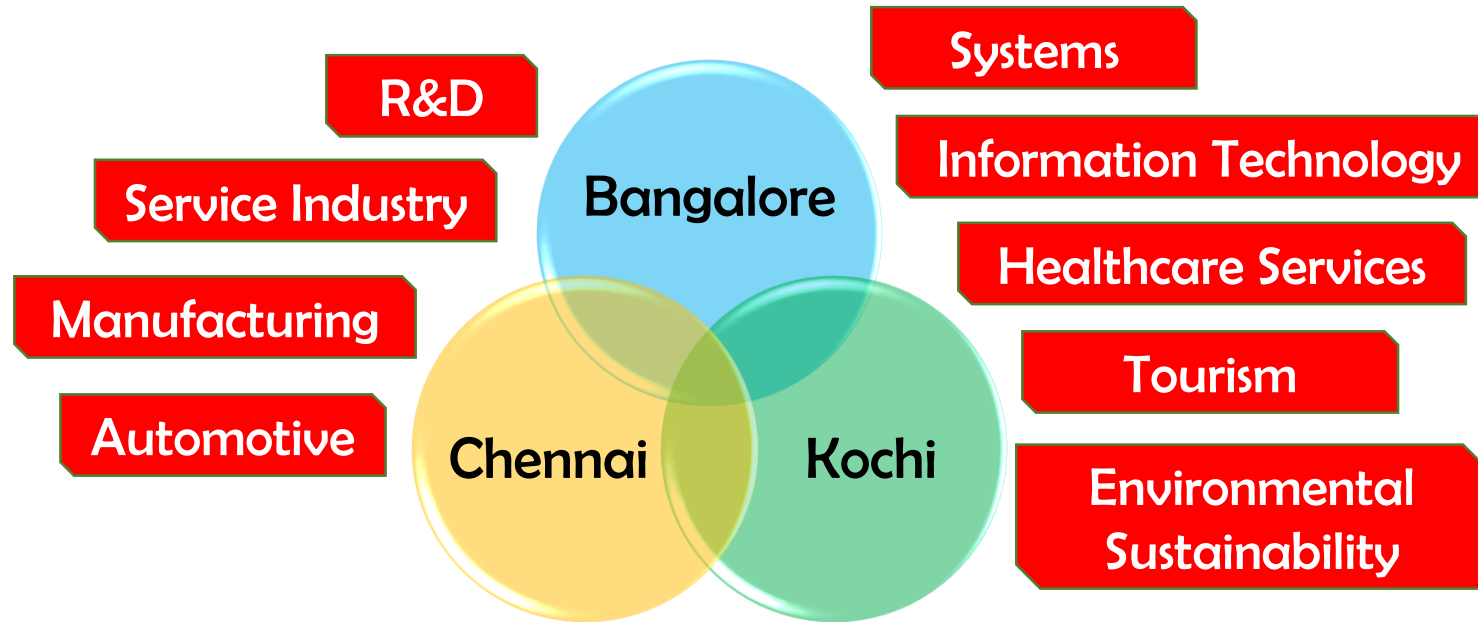 Systems
R&D
Information Technology
Service Industry
Bangalore
Healthcare Services
Manufacturing
Tourism
Automotive
Chennai
Kochi
Environmental
Sustainability